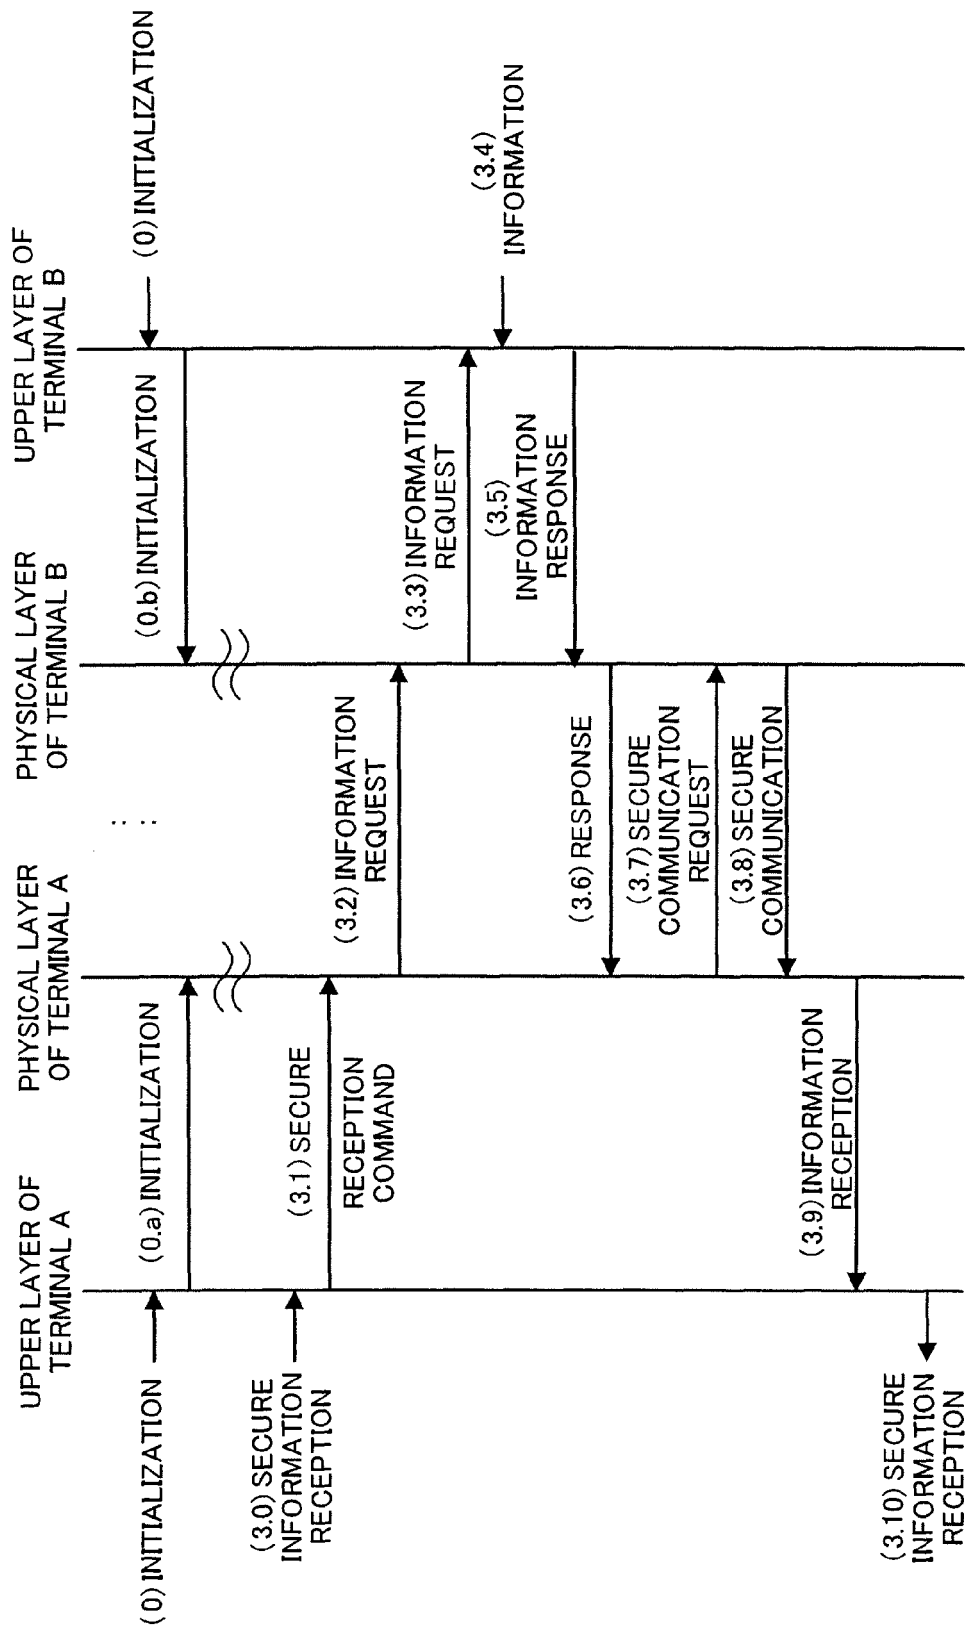 UPPER LAYER OF
TERMINAL A
PHYSICAL LAYER
OF TERMINAL A
PHYSICAL LAYER
OF TERMINAL B
UPPER LAYER OF
TERMINAL B
(0) INITIALIZATION
(0.a) INITIALIZATION
(0.b) INITIALIZATION
(0) INITIALIZATION
(3.0) SECURE
INFORMATION
RECEPTION
(3.1) SECURE
RECEPTION
COMMAND
(3.2) INFORMATION
REQUEST
(3.3) INFORMATION
REQUEST
(3.4)
INFORMATION
(3.5)
INFORMATION
RESPONSE
(3.6) RESPONSE
(3.7) SECURE
COMMUNICATION
REQUEST
(3.8) SECURE
COMMUNICATION
(3.9) INFORMATION
RECEPTION
(3.10) SECURE
INFORMATION
RECEPTION